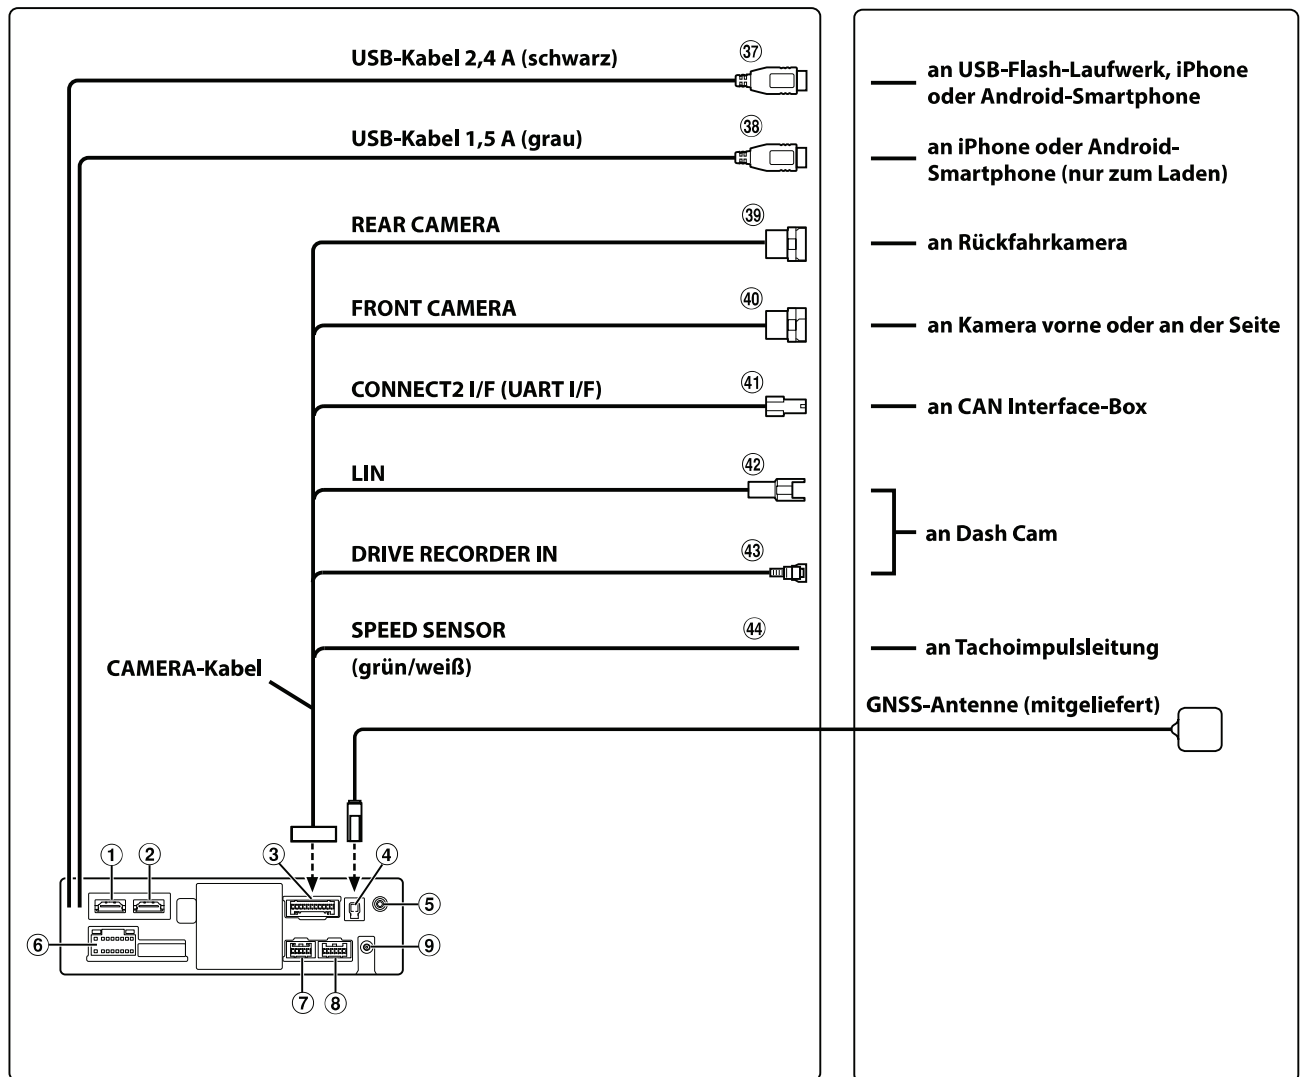 USB-Kabel 2,4 A (schwarz)
37
an USB-Flash-Laufwerk, iPhone
oder Android-Smartphone
USB-Kabel 1,5 A (grau)
38
an iPhone oder Android-
Smartphone (nur zum Laden)
REAR CAMERA
39
an Rückfahrkamera
FRONT CAMERA
40
an Kamera vorne oder an der Seite
CONNECT2 I/F (UART I/F)
41
an CAN Interface-Box
LIN
42
DRIVE RECORDER IN
43
an Dash Cam
SPEED SENSOR
(grün/weiß)
44
an Tachoimpulsleitung
CAMERA-Kabel
GNSS-Antenne (mitgeliefert)
1
2
3
4
5
6
7
8
9